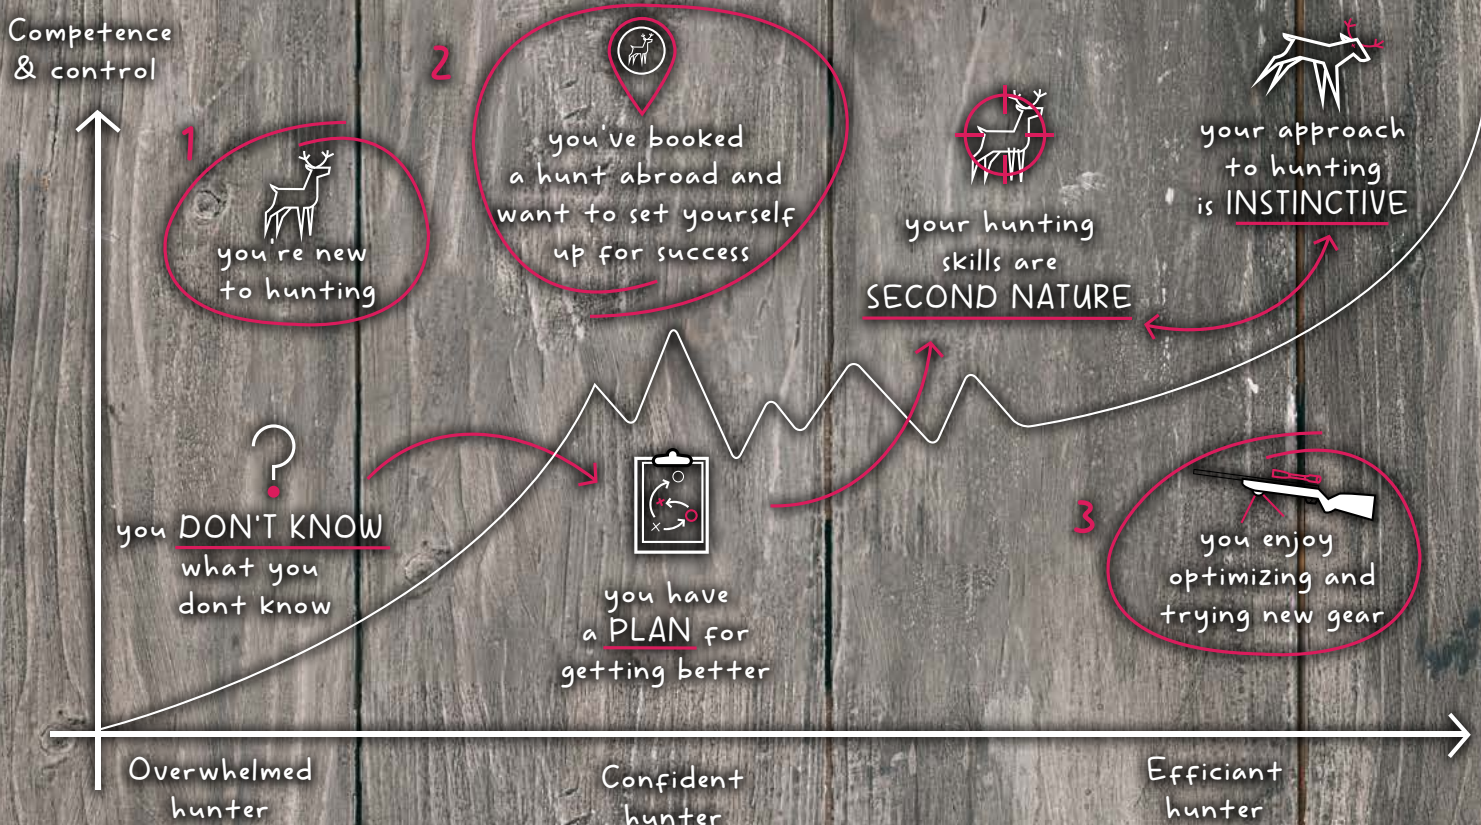 Competence
& control
1
you're new
to hunting
2
you've booked
a hunt abroad and
want to set yourself
up for success
your hunting
skills are
SECOND NATURE
your approach
to hunting
is INSTINCTIVE
you DON'T KNOW
what you
dont know
you have
a PLAN for
getting better
3
you enjoy
optimizing and
trying new gear
Overwhelmed
hunter
Confident
hunter
Efficiant
hunter